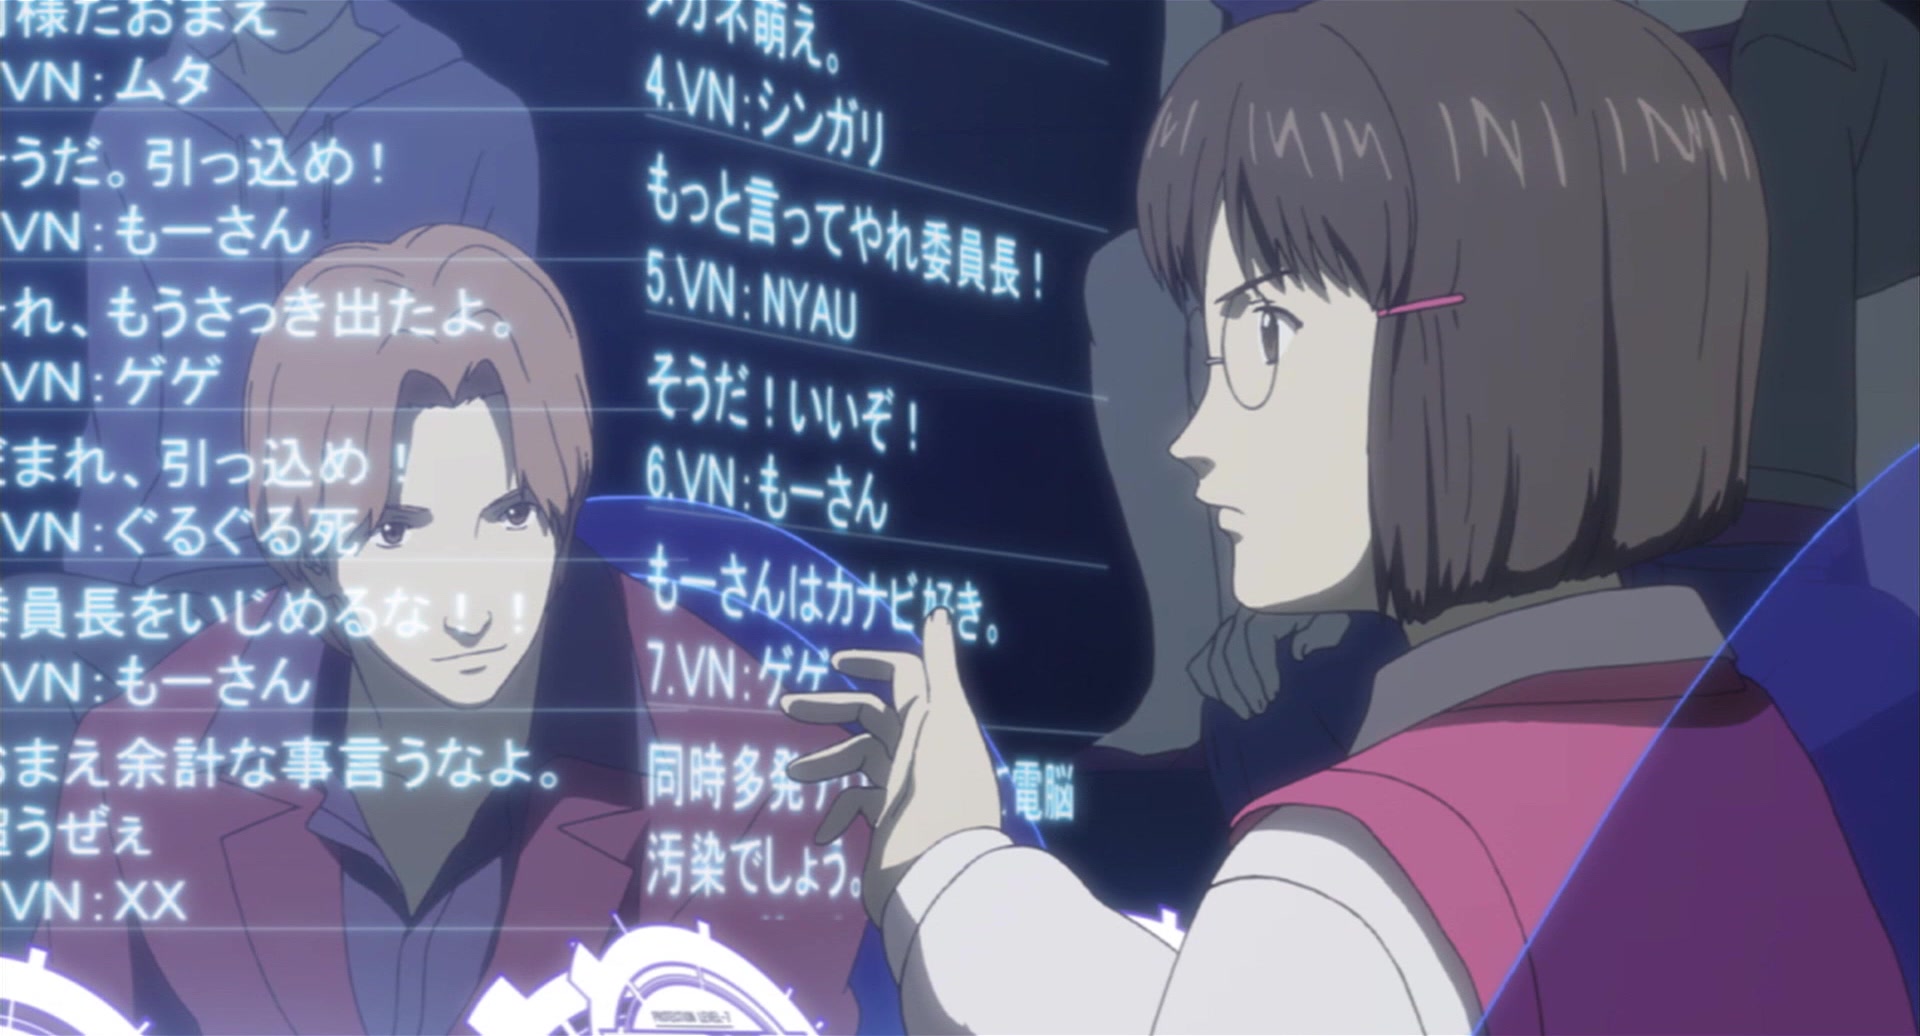 様だおまえ
VN:ムタ
うだ。引っ込め！
VN:もーさん
れ、もうさっき出たよ。
VN:ゲゲ
まれ、引っ込め！
VN:ぐるぐる死
員長をいじめるな！！
VN:もーさん
まえ余計な事言うなよ。
うぜぇ
VN:XX
メガネ萌え。
4.VN:シンガリ
もっと言ってやれ委員長！
5.VN:NYAU
そうだ！いいぞ！
6.VN:もーさん
もーさんはカナビ好き。
7.VN:ゲゲ
同時多発 電脳
汚染でしょう。
PROTECTION LEVEL-7